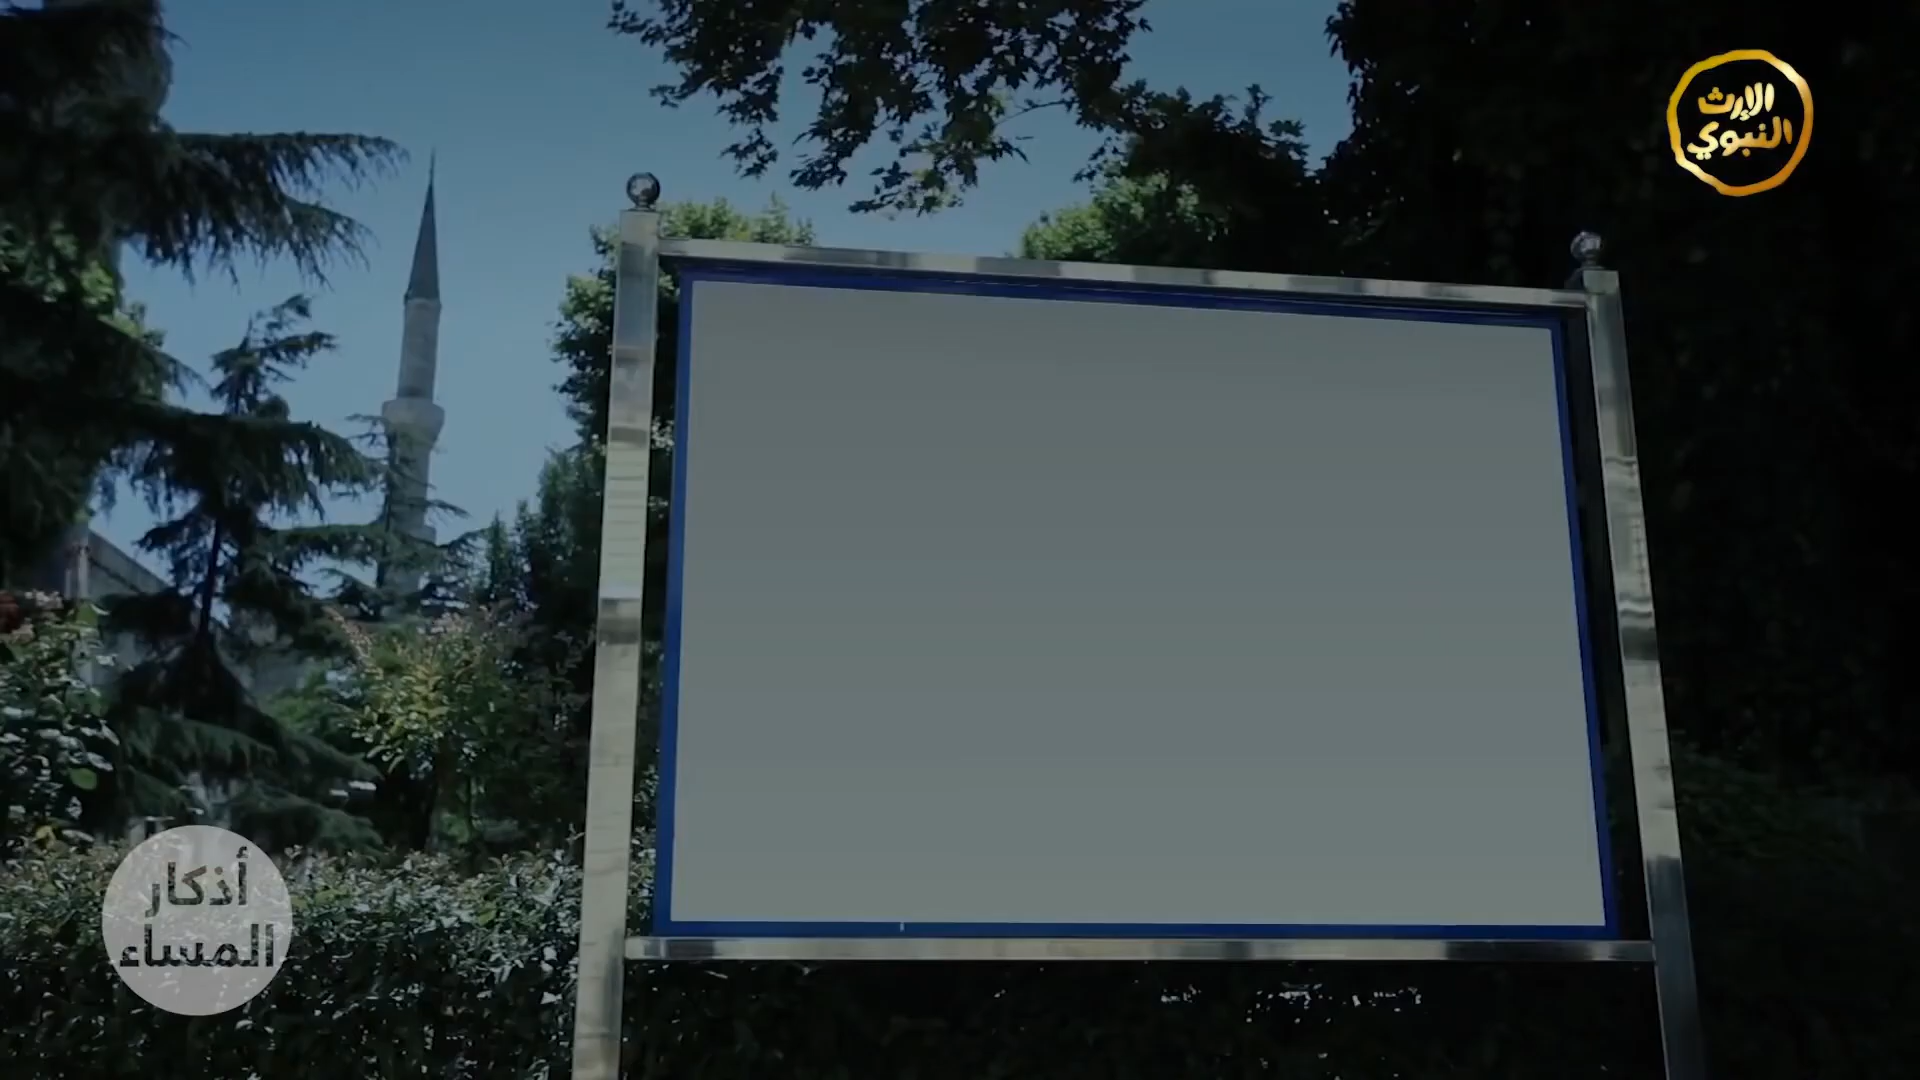 الإرث
النبوي
أذكار
المساء